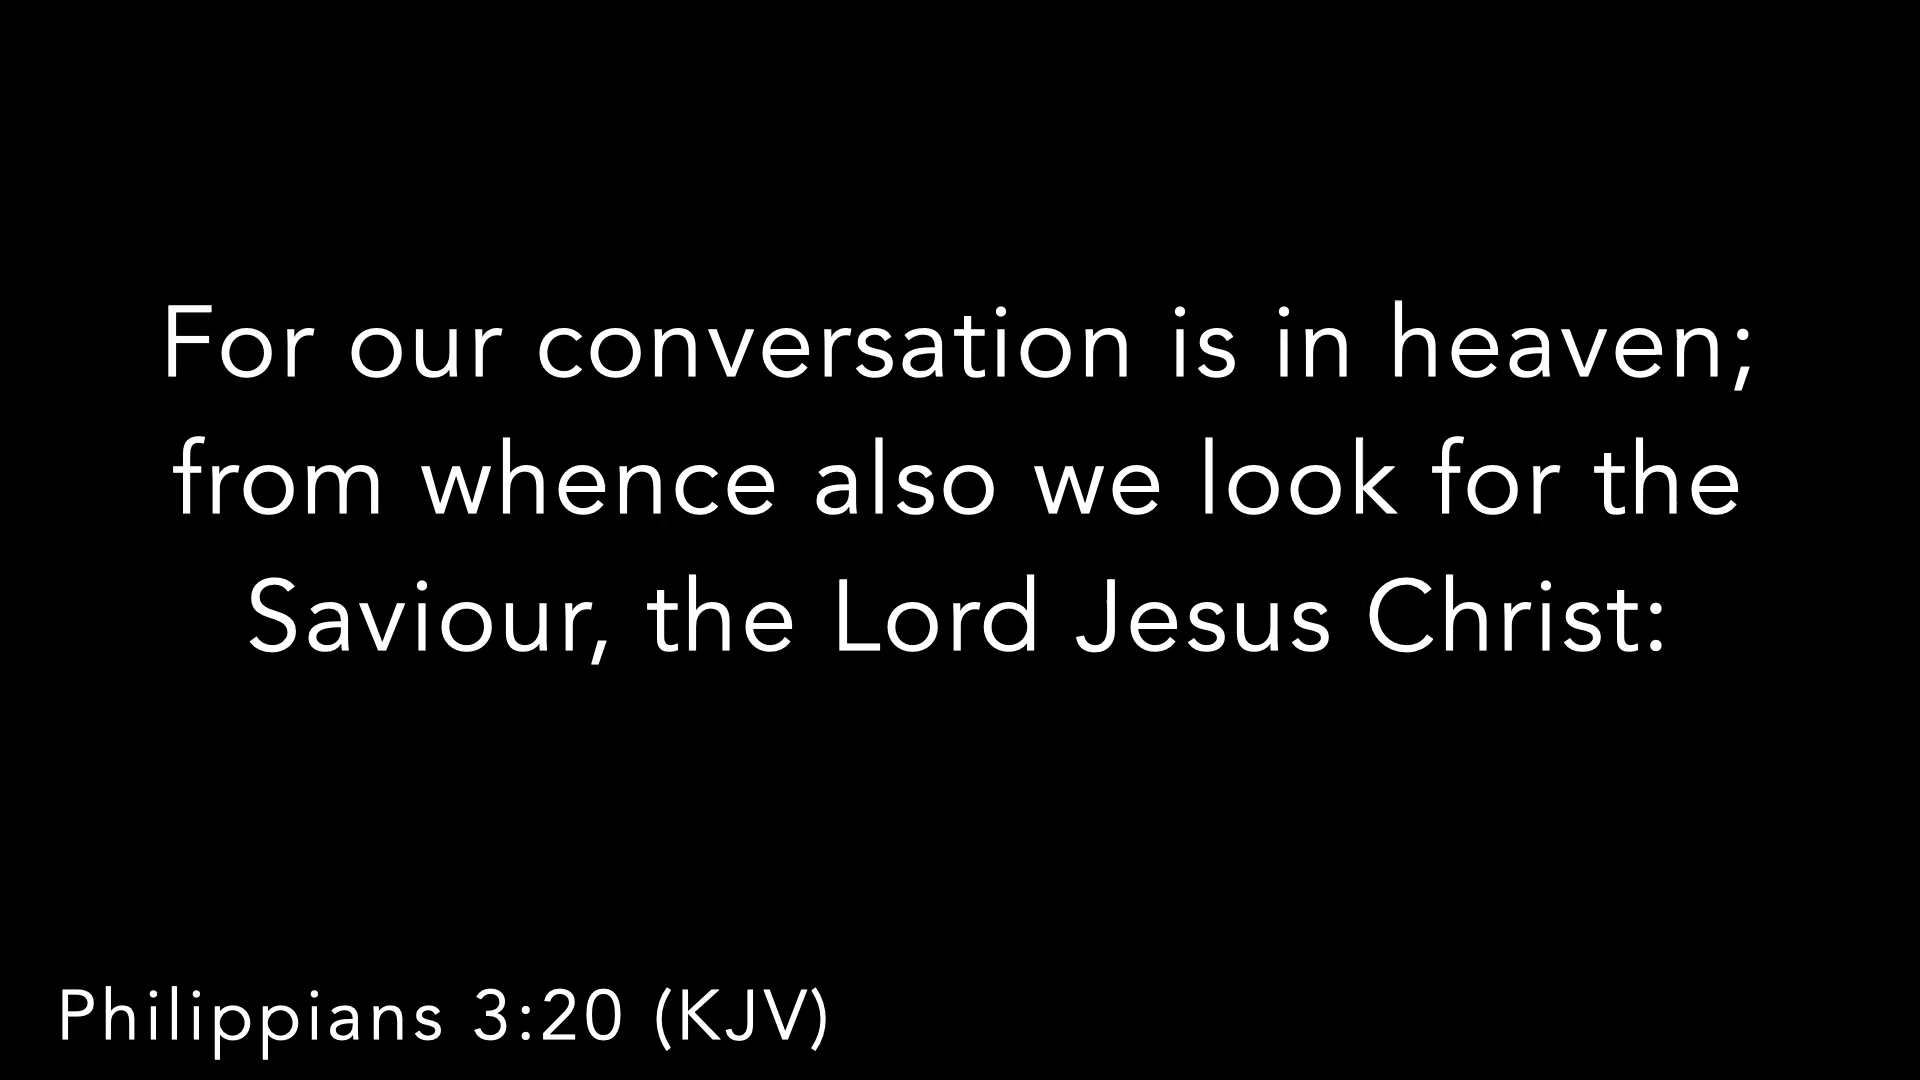 For our conversation is in heaven;
from whence also we look for the
Saviour, the Lord Jesus Christ:
Philippians 3:20 (KJV)